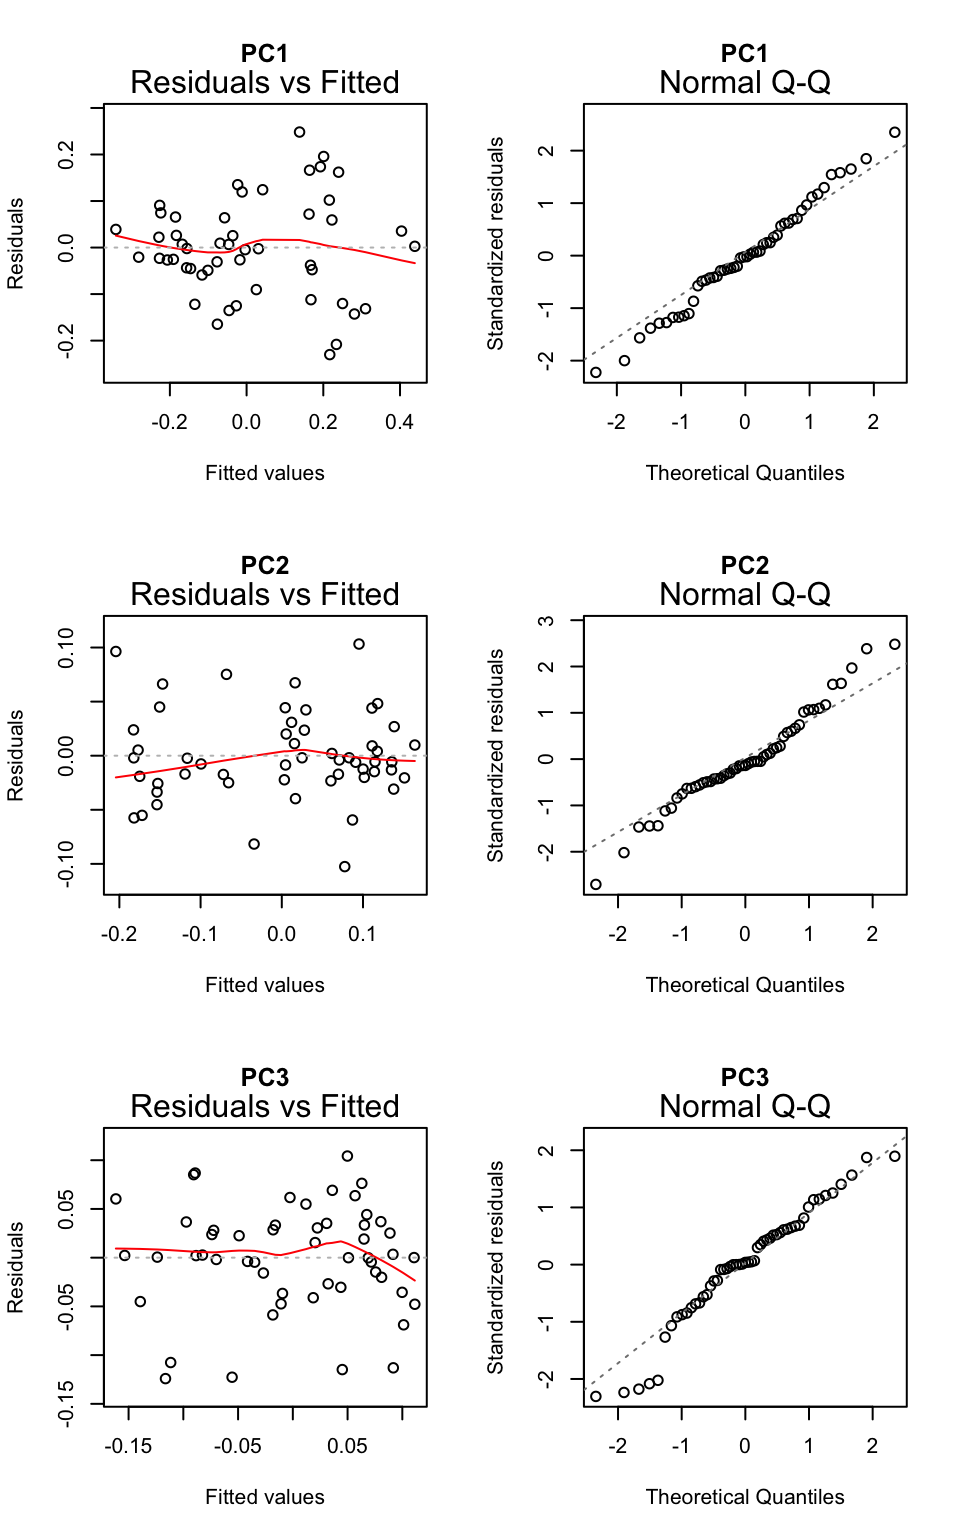 PC1
Residuals vs Fitted
Residuals
0.2
0.0
-0.2
-0.2 0.0 0.2 0.4
Fitted values
PC1
Normal Q-Q
Standardized residuals
2
1
0
-1
-2
-2 -1 0 1 2
Theoretical Quantiles
PC2
Residuals vs Fitted
Residuals
0.10
0.00
-0.10
-0.2 -0.1 0.0 0.1
Fitted values
PC2
Normal Q-Q
Standardized residuals
3
2
1
0
-1
-2
-2 -1 0 1 2
Theoretical Quantiles
PC3
Residuals vs Fitted
Residuals
0.05
-0.05
-0.15
-0.15 -0.05 0.05
Fitted values
PC3
Normal Q-Q
Standardized residuals
2
1
0
-1
-2
-2 -1 0 1 2
Theoretical Quantiles